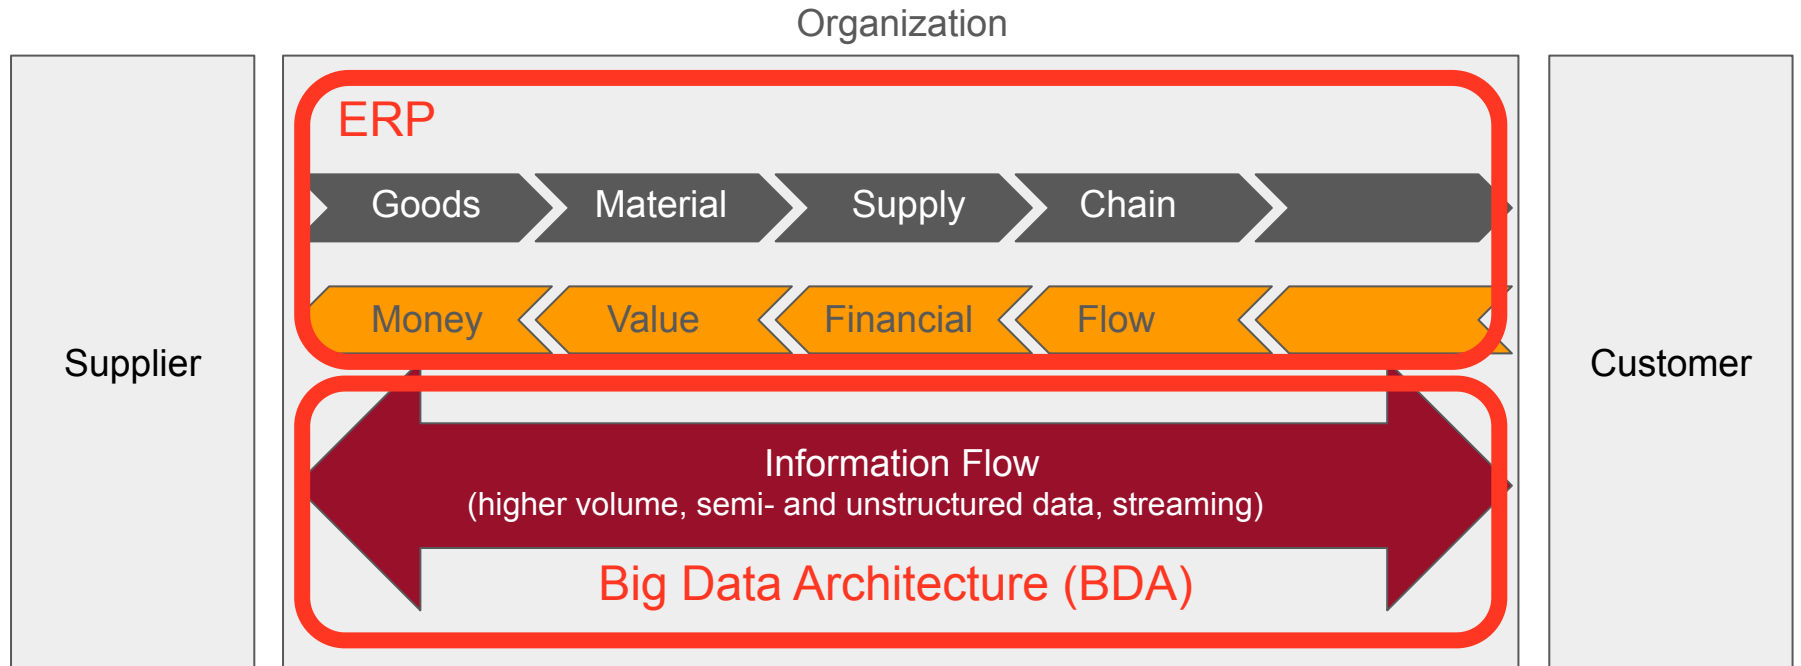 Organization
ERP
Goods Material Supply Chain
Money Value Financial Flow
Supplier
Customer
Information Flow
(higher volume, semi- and unstructured data, streaming)
Big Data Architecture (BDA)